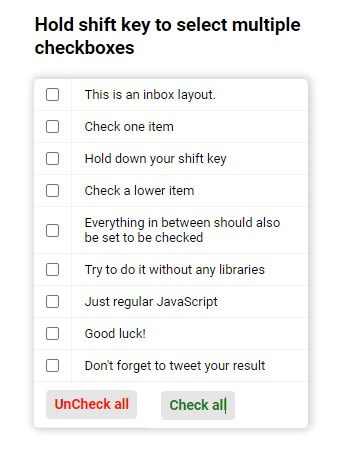 Hold shift key to select multiple
checkboxes
This is an inbox layout.
Check one item
Hold down your shift key
Check a lower item
Everything in between should also
be set to be checked
Try to do it without any libraries
Just regular JavaScript
Good luck!
Don't forget to tweet your result
UnCheck all
Check all